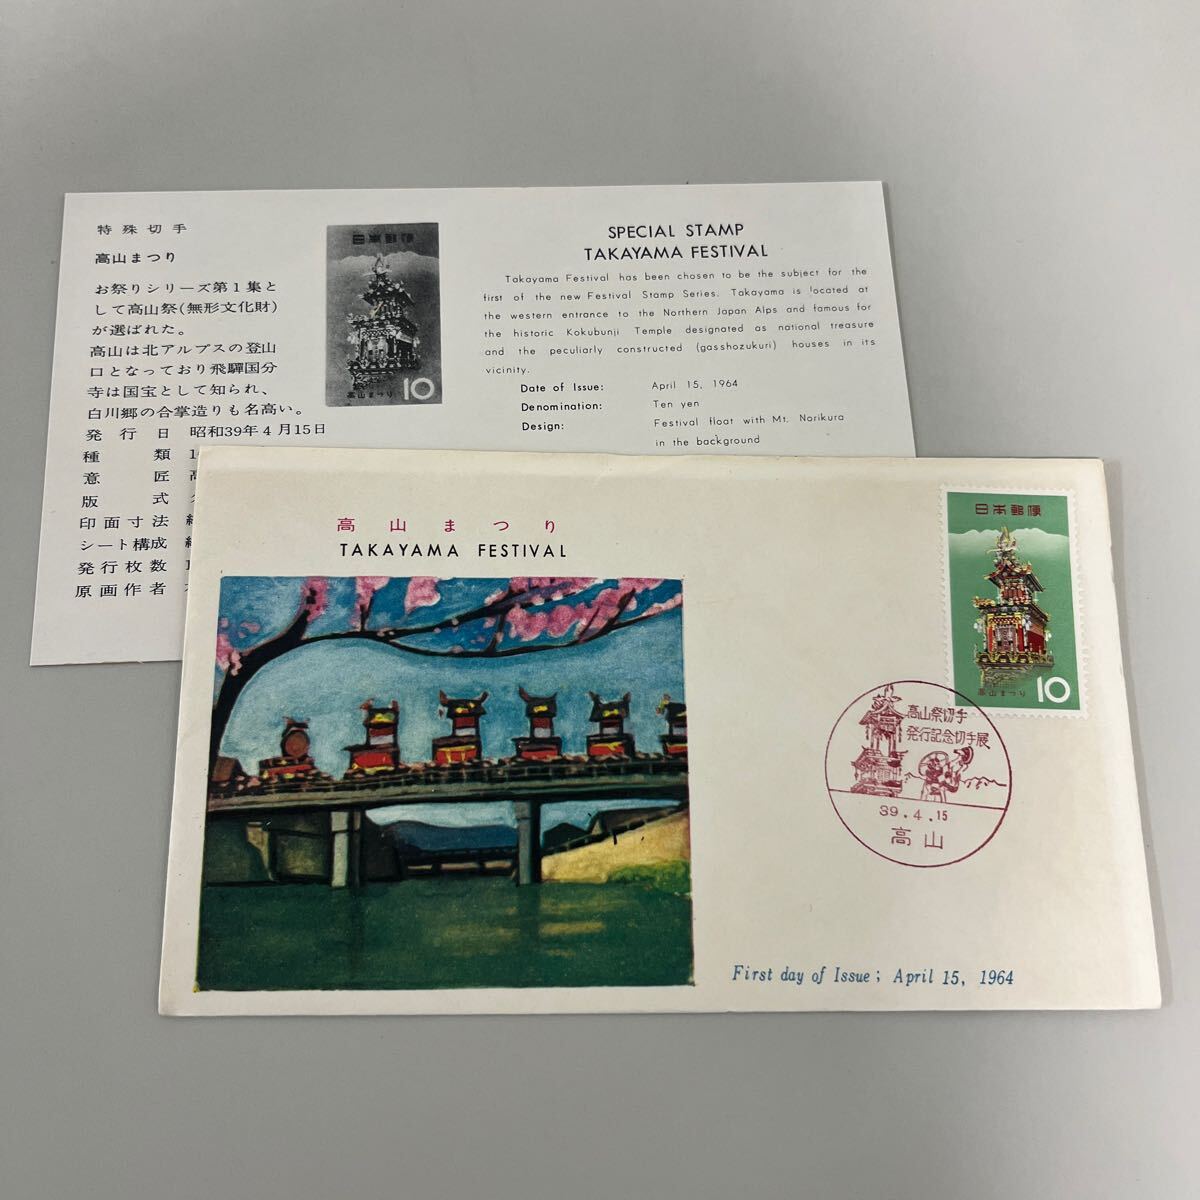 特殊切手
高山まつり
お祭りシリーズ第1集と
して高山祭(無形文化財)
が選ばれた。
高山は北アルプスの登山
口となっており飛驒国分
寺は国宝として知られ、
白川郷の合掌造りも名高い。
発行日 昭和39年4月15日
種類 1
意匠
版式
印面寸法
シート構成
発行枚数
原画作者
日本郵便
10
高山まつり
SPECIAL STAMP
TAKAYAMA FESTIVAL
Takayama Festival has been chosen to be the subject for the
first of the new Festival Stamp Series. Takayama is located at
the western entrance to the Northern Japan Alps and famous for
the historic Kokubunji Temple designated as national treasure
and the peculiarly constructed (gasshozukuri) houses in its
vicinity.
Date of Issue: April 15, 1964
Denomination: Ten yen
Design: Festival float with Mt. Norikura
in the background
高山まつり
TAKAYAMA FESTIVAL
日本郵便
高山まつり 10
高山祭切手
発行記念切手展
39.4.15
高山
First day of Issue; April 15, 1964